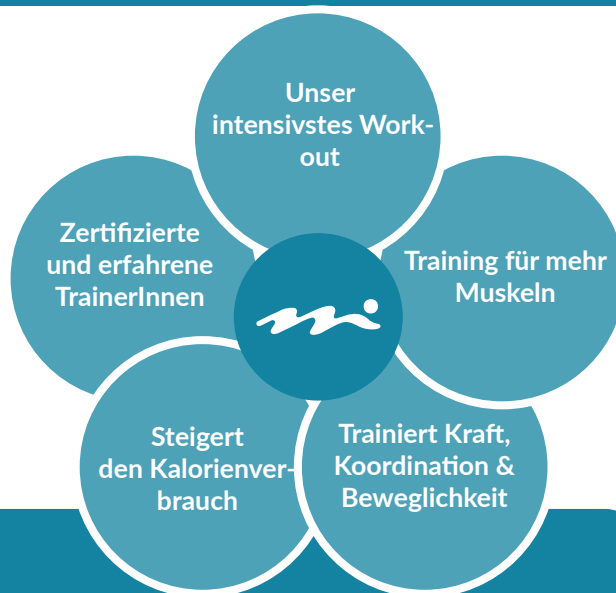 Unser
intensivstes Work-
out
Zertifizierte
und erfahrene
TrainerInnen
Training für mehr
Muskeln
Steigert
den Kalorienver-
brauch
Trainiert Kraft,
Koordination &
Beweglichkeit